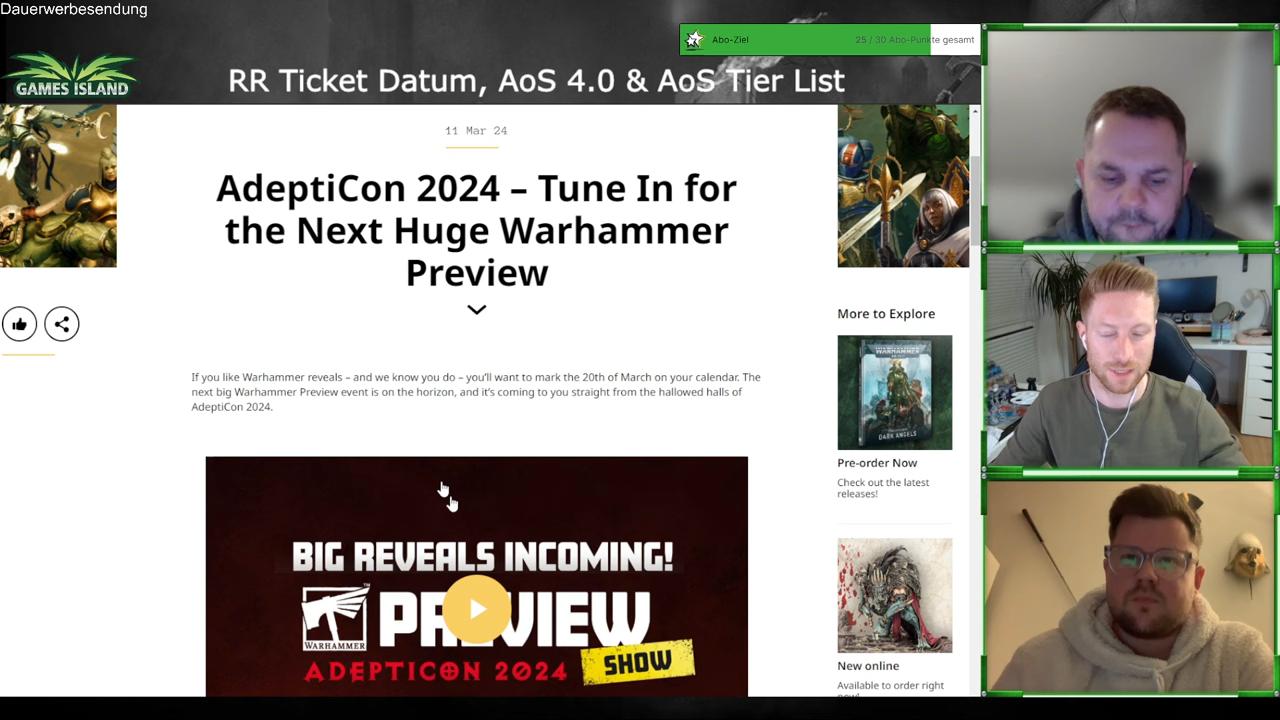 Dauerwerbesendung
Abo-Ziel
25 / 30 Abo-Punkte gesamt
GAMES ISLAND
RR Ticket Datum, AoS 4.0 & AoS Tier List
11 Mar 24
AdeptiCon 2024 – Tune In for
the Next Huge Warhammer
Preview
If you like Warhammer reveals – and we know you do – you'll want to mark the 20th of March on your calendar. The
next big Warhammer Preview event is on the horizon, and it's coming to you straight from the hallowed halls of
AdeptiCon 2024.
BIG REVEALS INCOMING!
WARHAMMER™
PREVIEW
ADEPTICON 2024
SHOW
More to Explore
WARHAMMER
DARK ANGELS
Pre-order Now
Check out the latest
releases!
New online
Available to order right
now!